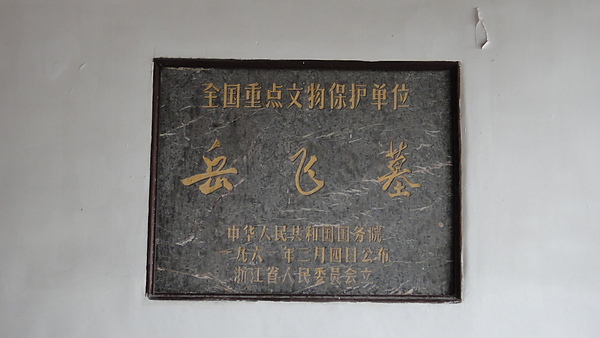 全国重点文物保护单位
岳飞墓
中华人民共和国国务院
一九六一年三月四日公布
浙江省人民委员会立